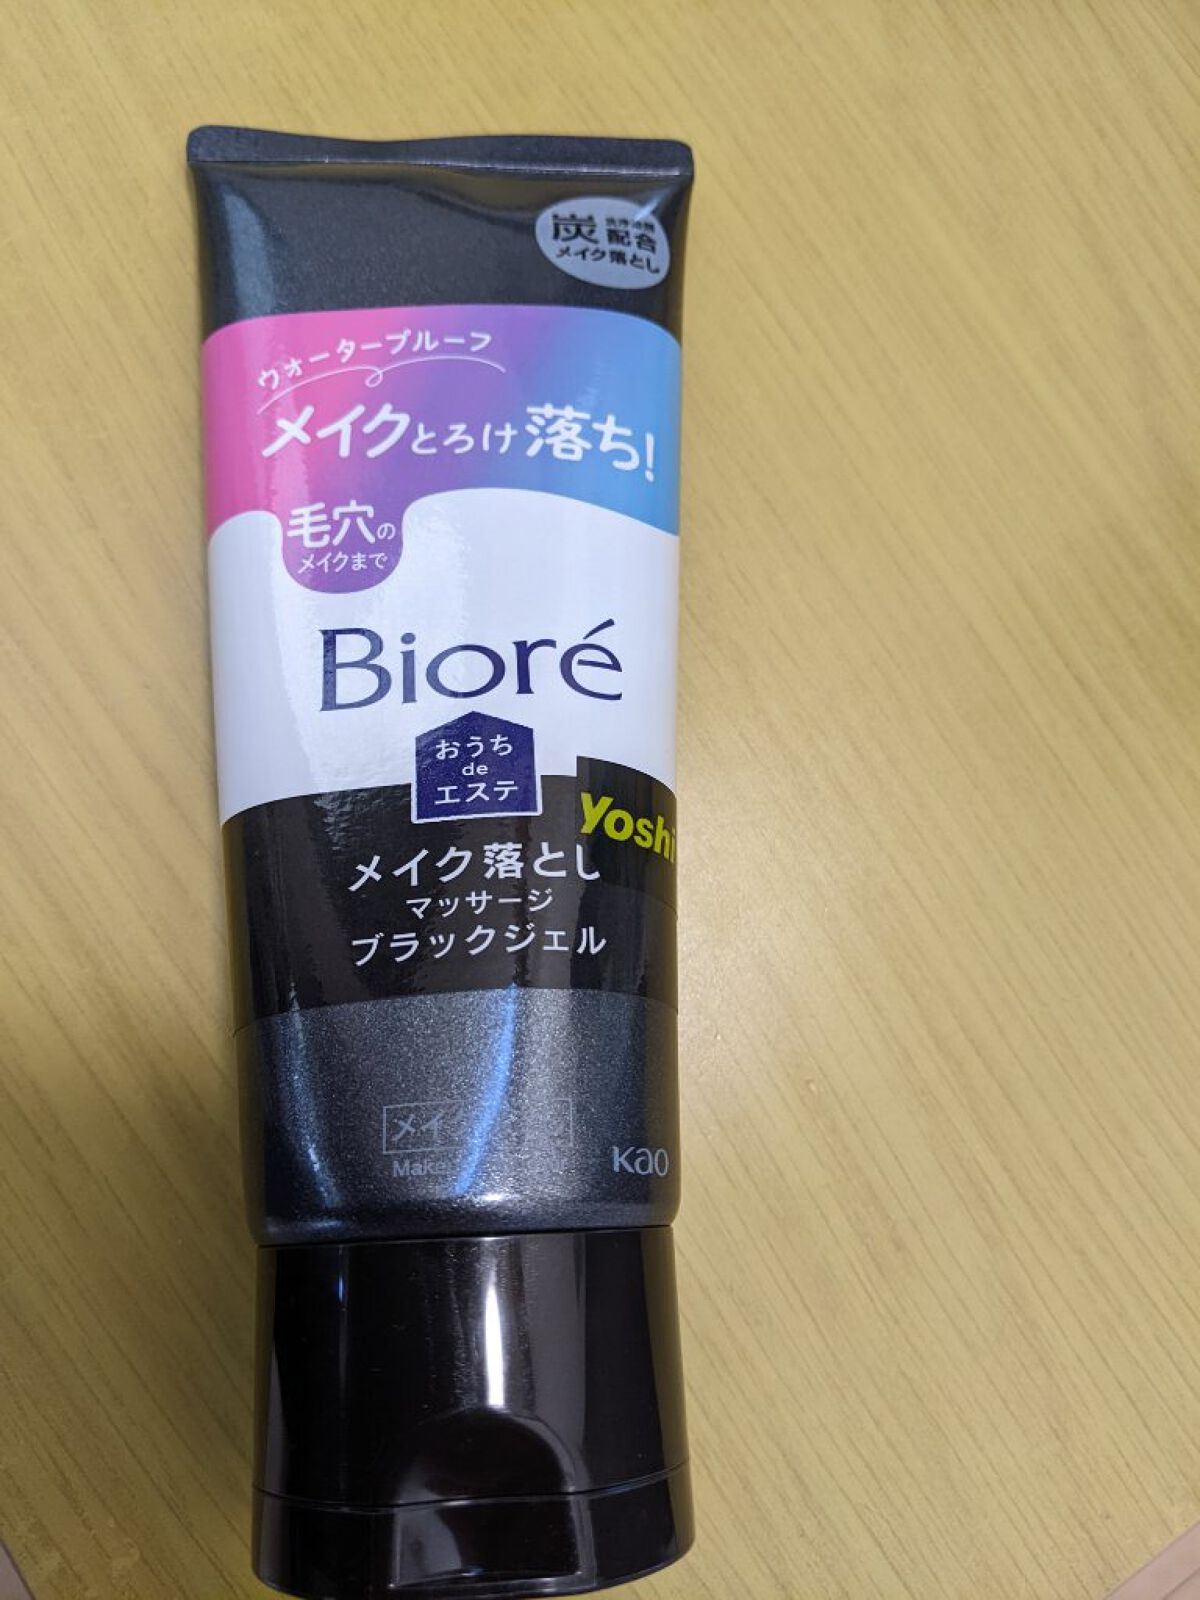 炭 配合
メイク落とし
ウォータープルーフ
メイクとろけ落ち!
毛穴の
メイクまで
Bioré
おうち
de
エステ
Yoshi
メイク落とし
マッサージ
ブラックジェル
メイ
Make
Kao